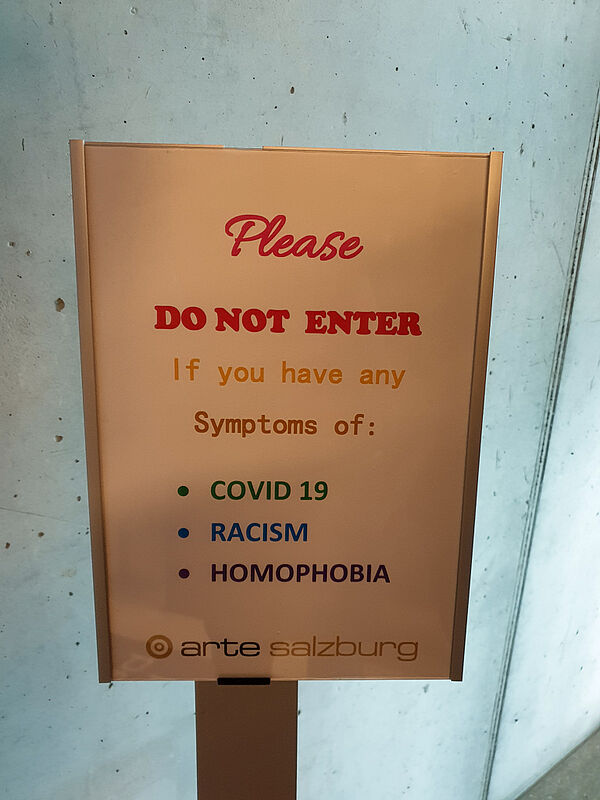 Please
DO NOT ENTER
If you have any
Symptoms of:
• COVID 19
• RACISM
• HOMOPHOBIA
arte salzburg